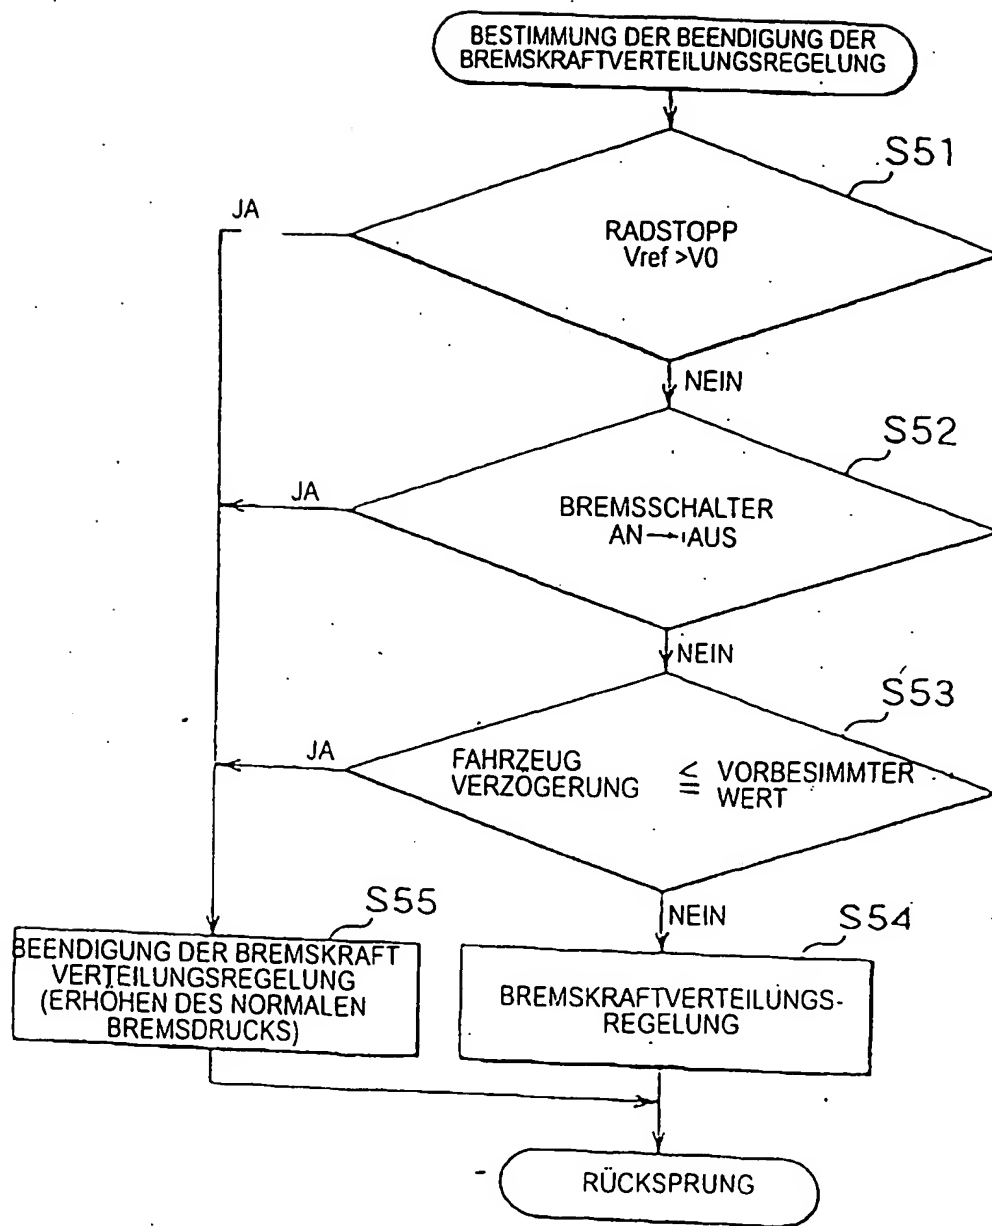 BESTIMMUNG DER BEENDIGUNG DER
BREMSKRAFTVERTEILUNGSREGELUNG
S51
JA
RADSTOPP
Vref >V0
NEIN
S52
JA
BREMSSCHALTER
AN→AUS
NEIN
S53
JA
FAHRZEUG ≦ VORBESIMMTER
VERZÖGERUNG WERT
NEIN
S55
S54
BEENDIGUNG DER BREMSKRAFT
VERTEILUNGSREGELUNG
(ERHÖHEN DES NORMALEN
BREMSDRUCKS)
BREMSKRAFTVERTEILUNGS-
REGELUNG
RÜCKSPRUNG